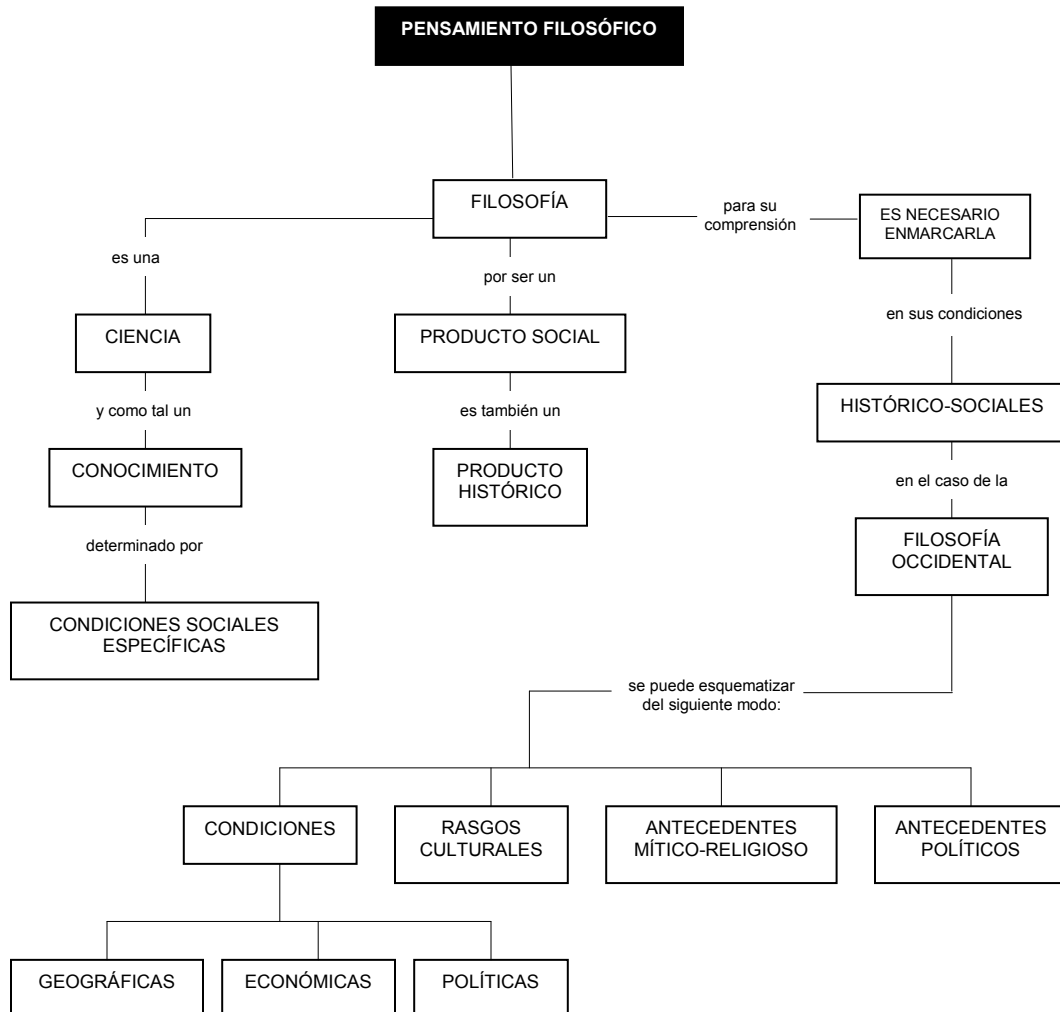 PENSAMIENTO FILOSÓFICO
FILOSOFÍA
para su
comprensión
ES NECESARIO
ENMARCARLA
es una
por ser un
en sus condiciones
CIENCIA
PRODUCTO SOCIAL
HISTÓRICO-SOCIALES
y como tal un
es también un
CONOCIMIENTO
PRODUCTO
HISTÓRICO
en el caso de la
determinado por
FILOSOFÍA
OCCIDENTAL
CONDICIONES SOCIALES
ESPECÍFICAS
se puede esquematizar
del siguiente modo:
CONDICIONES
RASGOS
CULTURALES
ANTECEDENTES
MÍTICO-RELIGIOSO
ANTECEDENTES
POLÍTICOS
GEOGRÁFICAS
ECONÓMICAS
POLÍTICAS